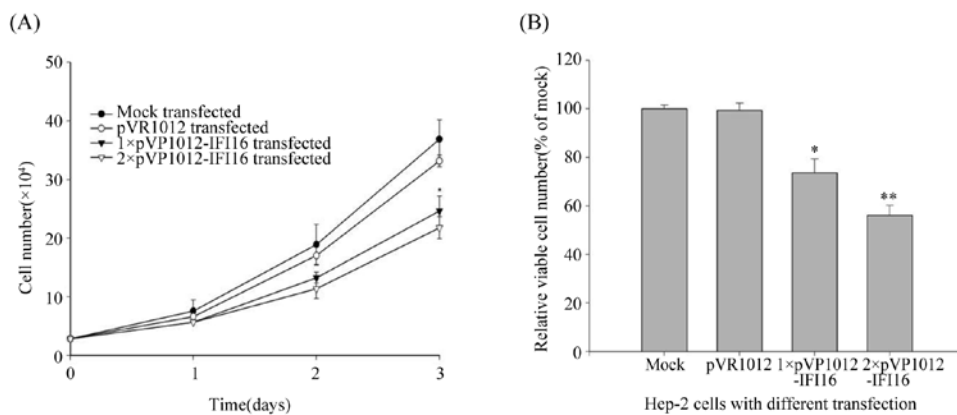 (A)
Cell number(×10⁴)
50
40
30
20
10
0
Mock transfected
pVR1012 transfected
1×pVP1012-IFI16 transfected
2×pVP1012-IFI16 transfected
*
0 1 2 3
Time(days)
(B)
Relative viable cell number(% of mock)
120
100
80
60
40
20
0
*
**
Mock pVR1012 1×pVP1012 2×pVP1012
-IFI16 -IFI16
Hep-2 cells with different transfection